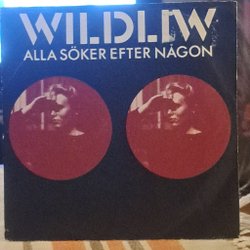 WILDLIW
ALLA SÖKER EFTER NÅGON